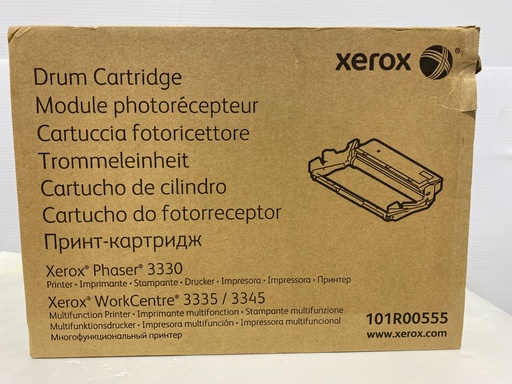 xerox
Drum Cartridge
Module photorécepteur
Cartuccia fotoricettore
Trommeleinheit
Cartucho de cilindro
Cartucho do fotorreceptor
Принт-картридж
Xerox® Phaser® 3330
Printer • Imprimante • Stampante • Drucker • Impresora • Impressora • Принтер
Xerox® WorkCentre® 3335 / 3345
Multifunction Printer • Imprimante multifonction • Stampante multifunzione
Multifunktionsdrucker • Impresora multifunción • Impressora multifuncional
Многофункциональный принтер
101R00555
www.xerox.com